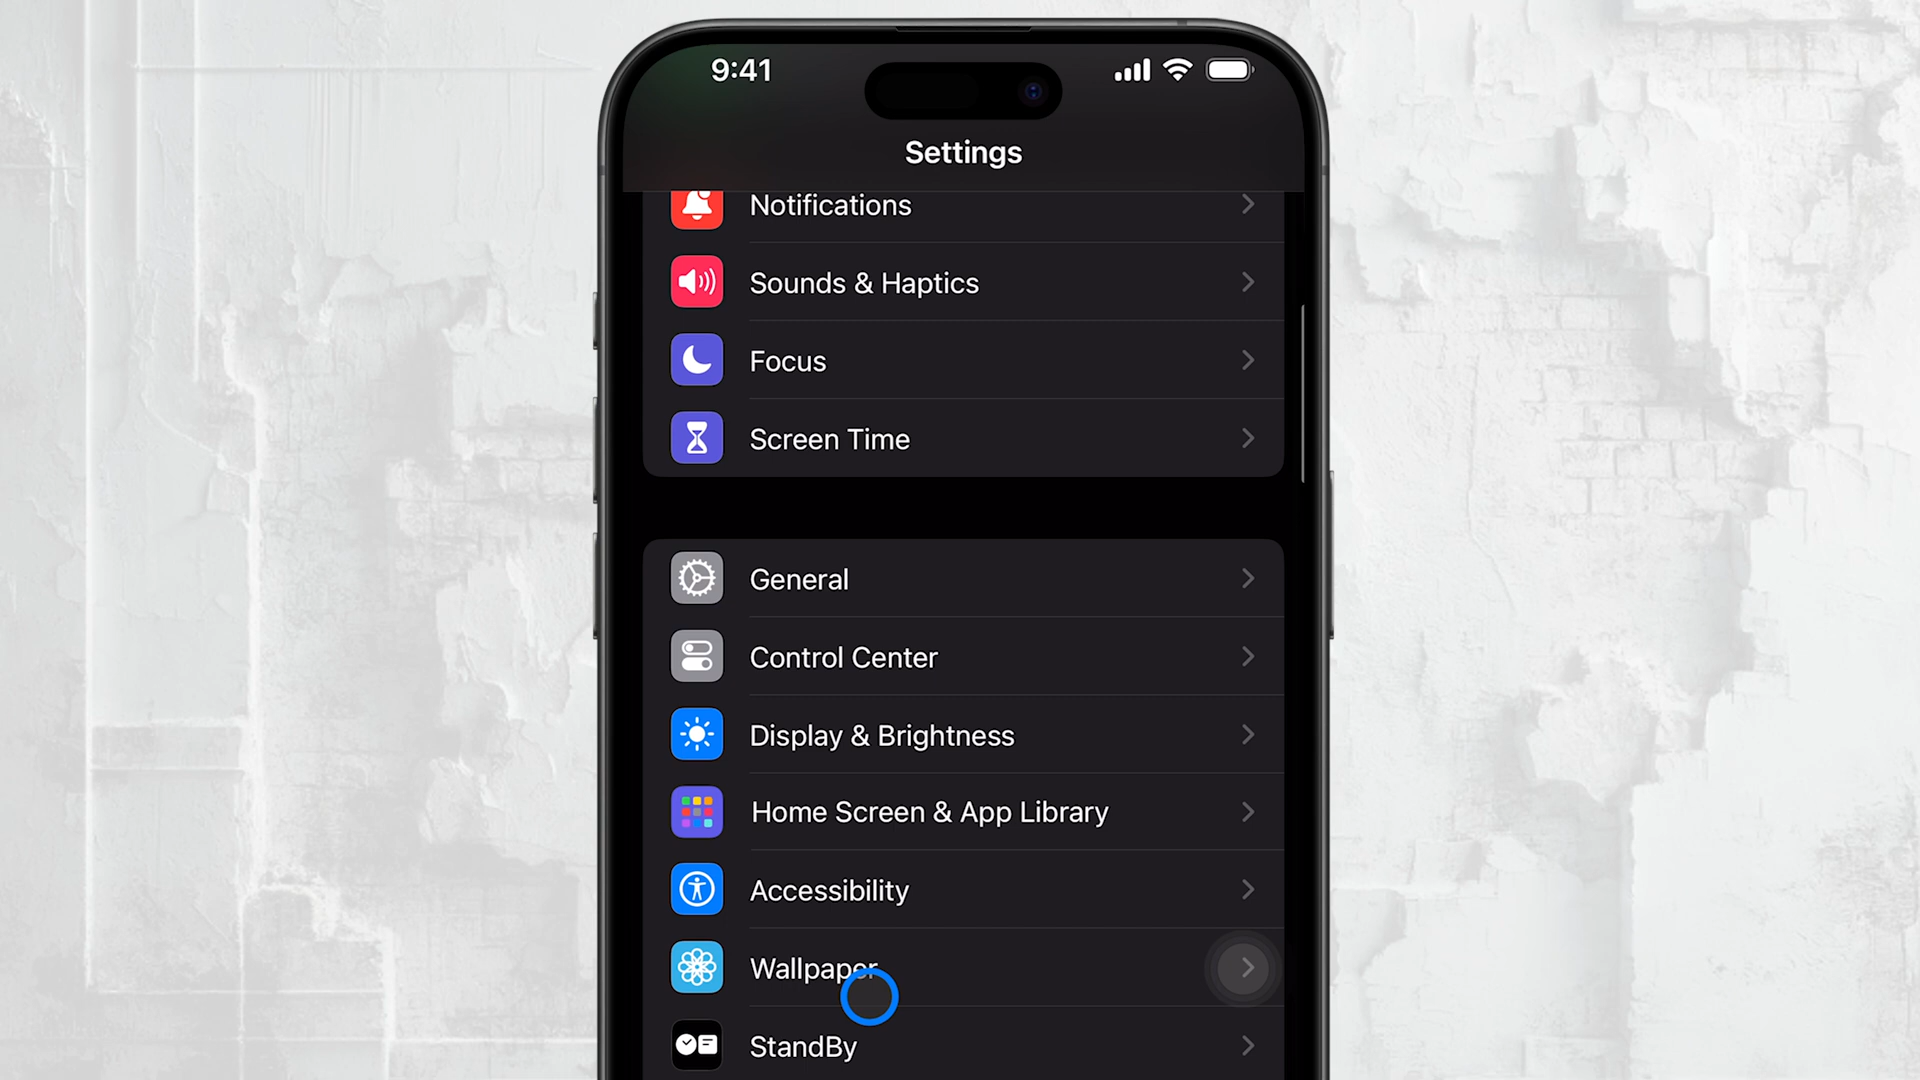 9:41
Settings
Notifications
Sounds & Haptics
Focus
Screen Time
General
Control Center
Display & Brightness
Home Screen & App Library
Accessibility
Wallpaper
StandBy